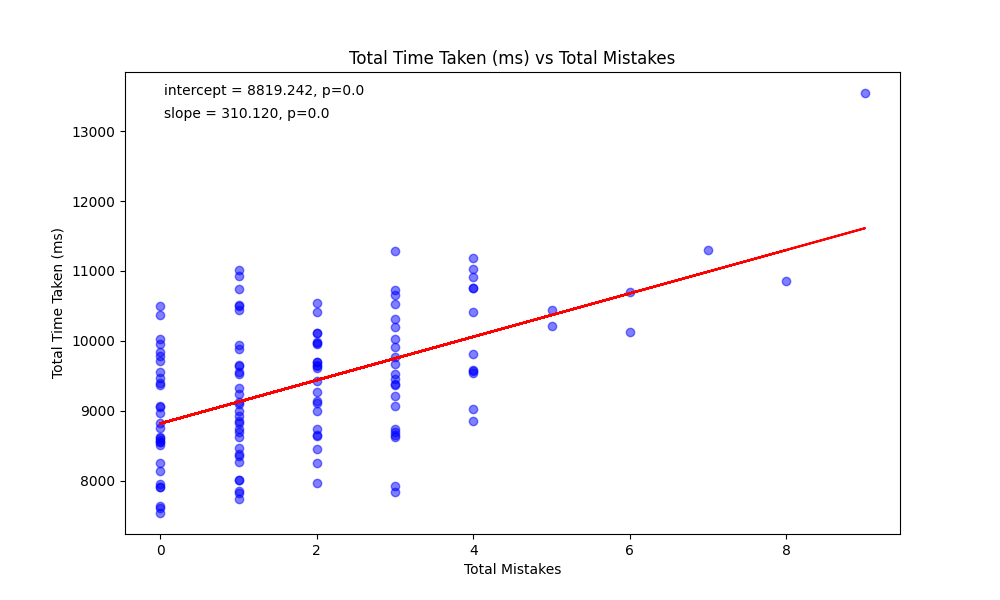 Total Time Taken (ms) vs Total Mistakes
intercept = 8819.242, p=0.0
slope = 310.120, p=0.0
Total Time Taken (ms)
13000
12000
11000
10000
9000
8000
0 2 4 6 8
Total Mistakes